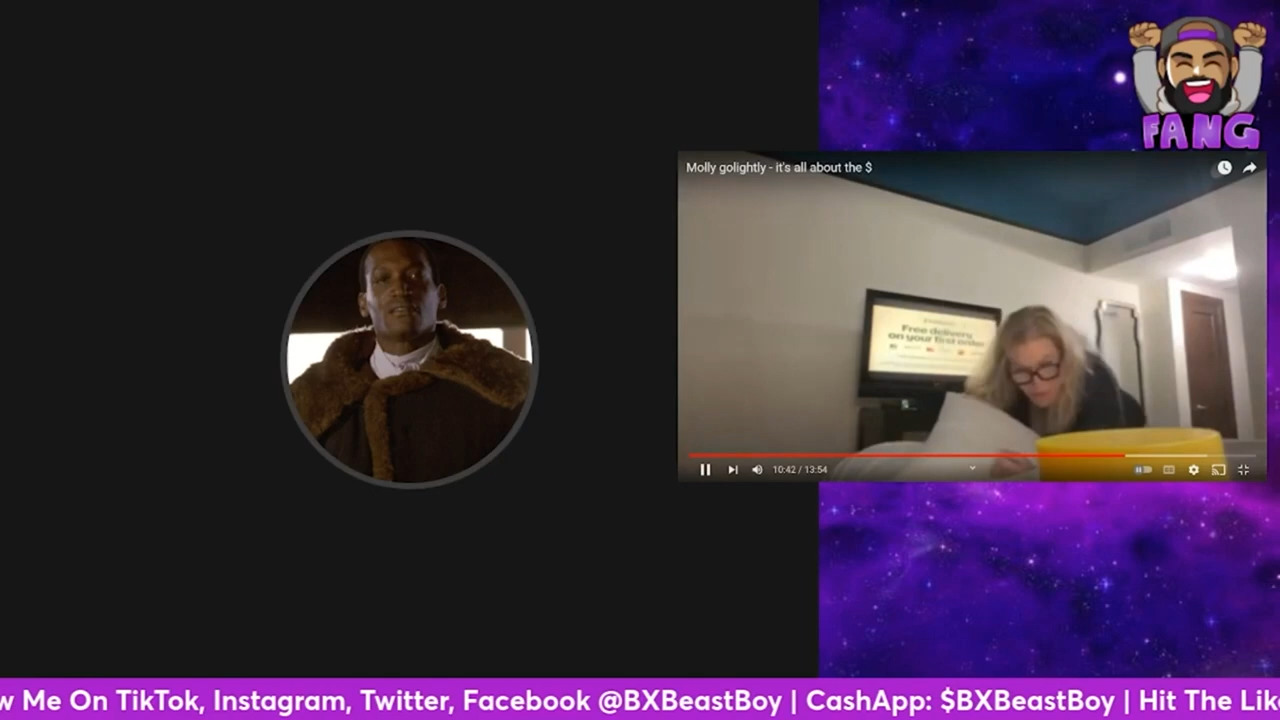 FANG
Molly golightly - it's all about the $
Free delivery
on your first order
10:42 / 13:54
w Me On TikTok, Instagram, Twitter, Facebook @BXBeastBoy | CashApp: $BXBeastBoy | Hit The Lik